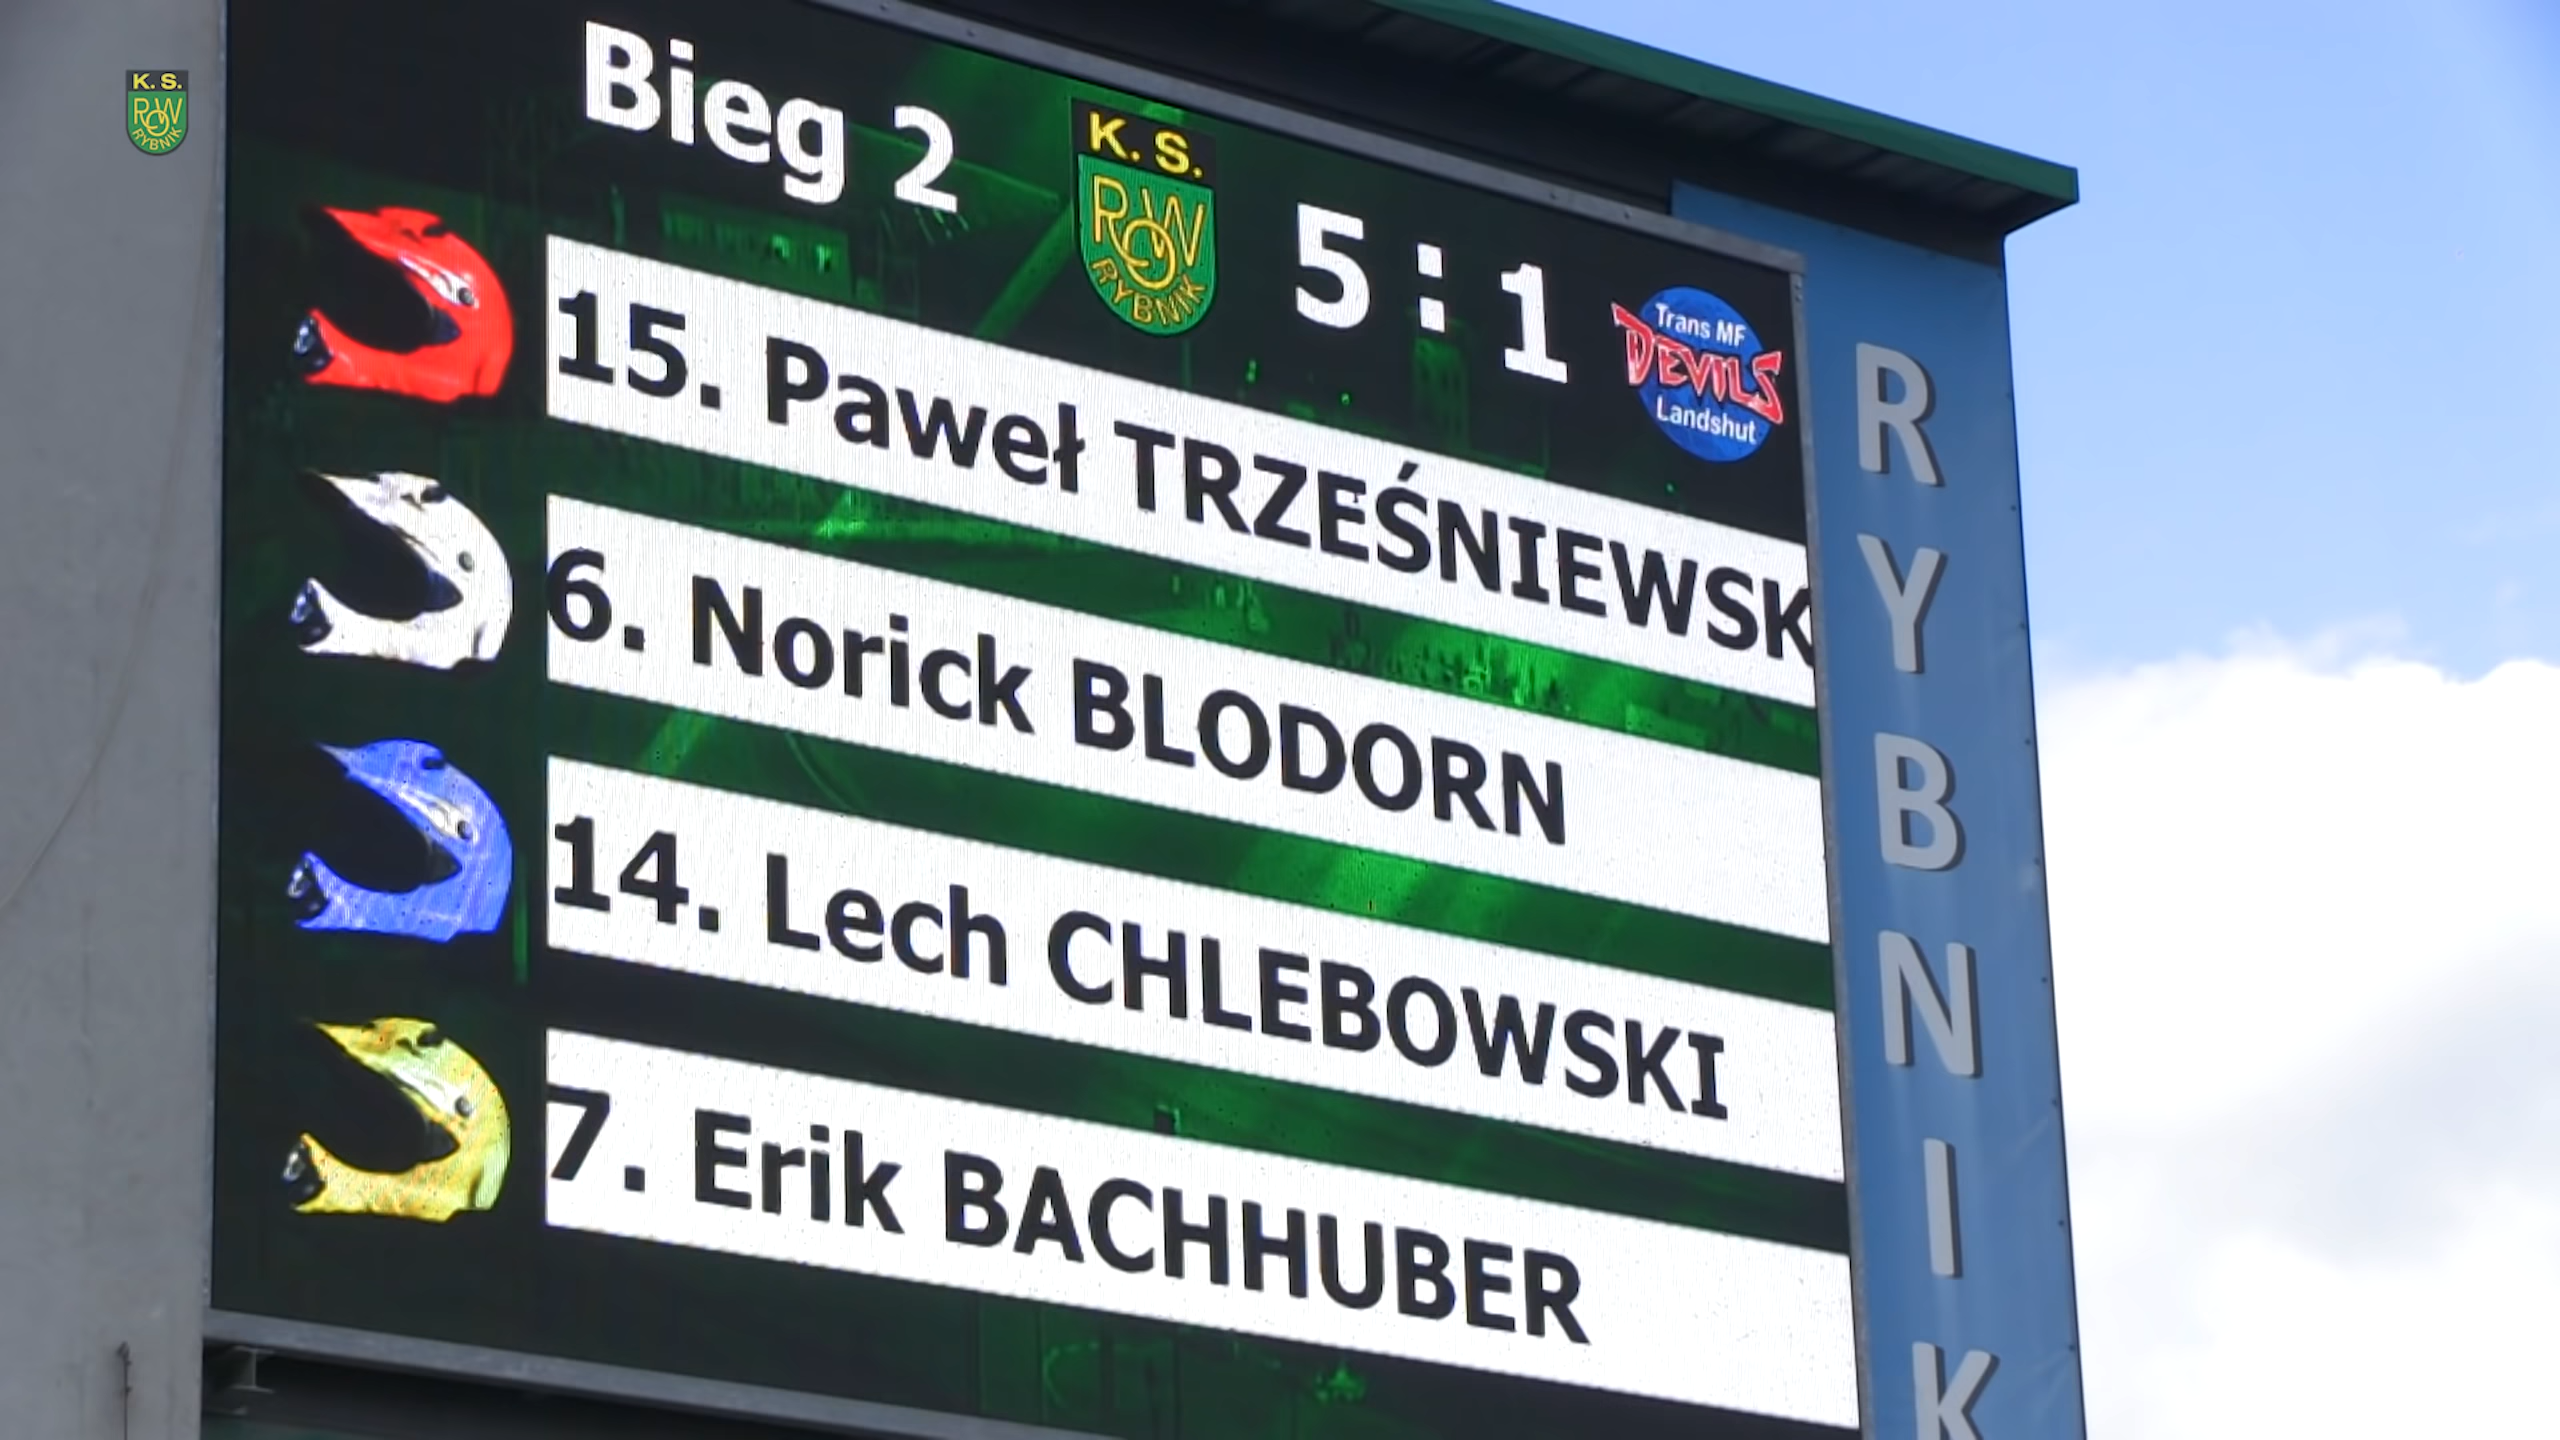 K. S.
ROW
RYBNIK
Bieg 2
K. S.
ROW
RYBNIK
5 : 1
Trans MF
DEVILS
Landshut
15. Paweł TRZEŚNIEWSK
6. Norick BLODORN
14. Lech CHLEBOWSKI
7. Erik BACHHUBER
RYBNIK